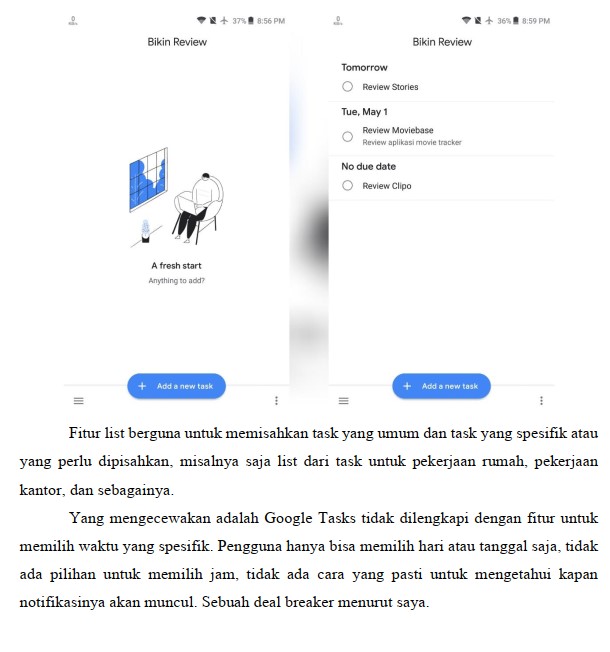 37% 8:56 PM
Bikin Review
A fresh start
Anything to add?
+ Add a new task
36% 8:59 PM
Bikin Review
Tomorrow
Review Stories
Tue, May 1
Review Moviebase
Review aplikasi movie tracker
No due date
Review Clipo
+ Add a new task
Fitur list berguna untuk memisahkan task yang umum dan task yang spesifik atau
yang perlu dipisahkan, misalnya saja list dari task untuk pekerjaan rumah, pekerjaan
kantor, dan sebagainya.
Yang mengecewakan adalah Google Tasks tidak dilengkapi dengan fitur untuk
memilih waktu yang spesifik. Pengguna hanya bisa memilih hari atau tanggal saja, tidak
ada pilihan untuk memilih jam, tidak ada cara yang pasti untuk mengetahui kapan
notifikasinya akan muncul. Sebuah deal breaker menurut saya.